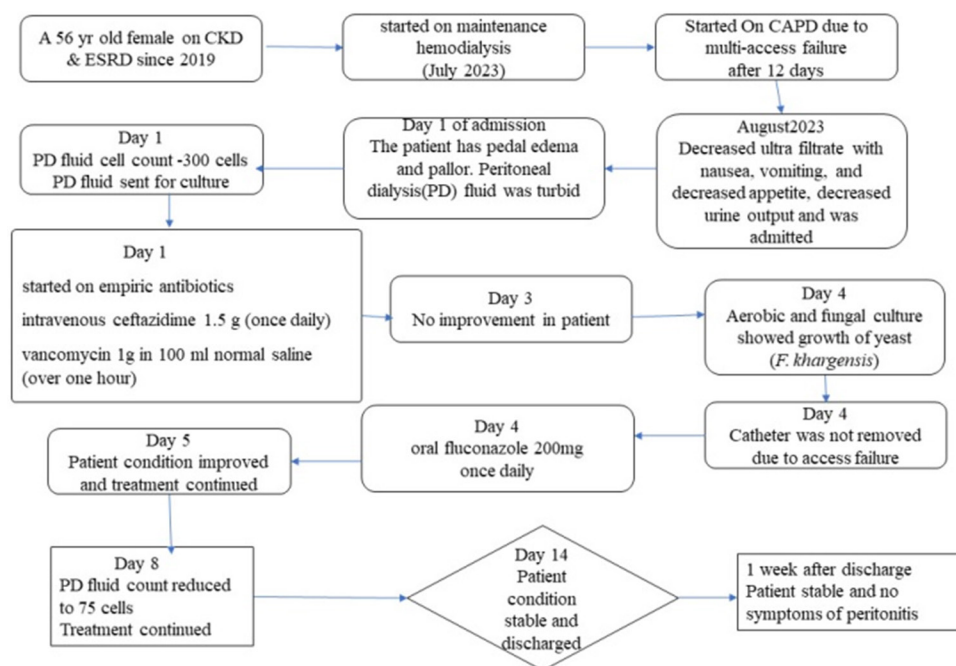 A 56 yr old female on CKD
& ESRD since 2019
started on maintenance
hemodialysis
(July 2023)
Started On CAPD due to
multi-access failure
after 12 days
August2023
Decreased ultra filtrate with
nausea, vomiting, and
decreased appetite, decreased
urine output and was
admitted
Day 1 of admission
The patient has pedal edema
and pallor. Peritoneal
dialysis(PD) fluid was turbid
Day 1
PD fluid cell count -300 cells
PD fluid sent for culture
Day 1
started on empiric antibiotics
intravenous ceftazidime 1.5 g (once daily)
vancomycin 1g in 100 ml normal saline
(over one hour)
Day 3
No improvement in patient
Day 4
Aerobic and fungal culture
showed growth of yeast
(F. khargensis)
Day 4
Catheter was not removed
due to access failure
Day 4
oral fluconazole 200mg
once daily
Day 5
Patient condition improved
and treatment continued
Day 8
PD fluid count reduced
to 75 cells
Treatment continued
Day 14
Patient
condition
stable and
discharged
1 week after discharge
Patient stable and no
symptoms of peritonitis